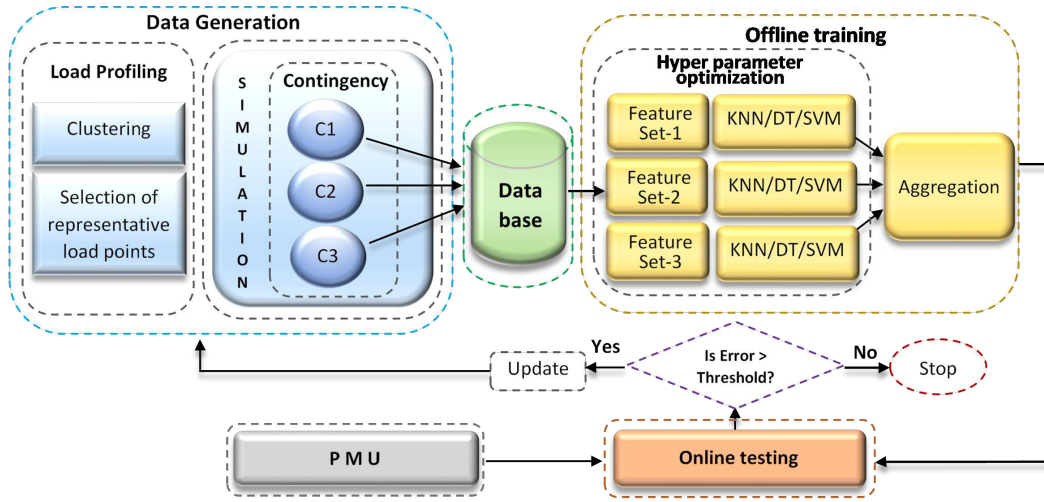 Data Generation
Load Profiling
Clustering
Selection of
representative
load points
SIMULATION
Contingency
C1
C2
C3
Data
base
Offline training
Hyper parameter
optimization
Feature
Set-1
KNN/DT/SVM
Feature
Set-2
KNN/DT/SVM
Feature
Set-3
KNN/DT/SVM
Aggregation
Is Error >
Threshold?
Yes
No
Update
Stop
P M U
Online testing